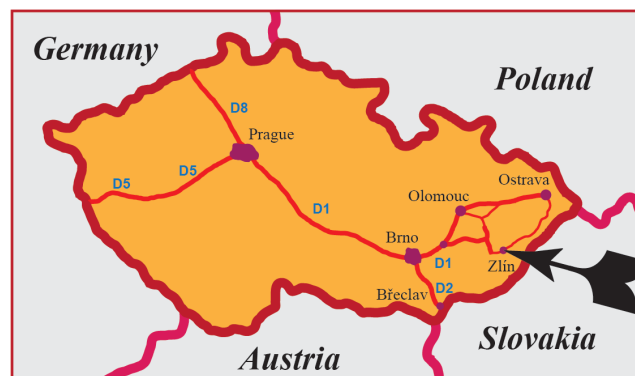 Germany
Poland
D8
Prague
D5
D5
D1
Ostrava
Olomouc
Brno
D1
Zlín
Břeclav
D2
Slovakia
Austria